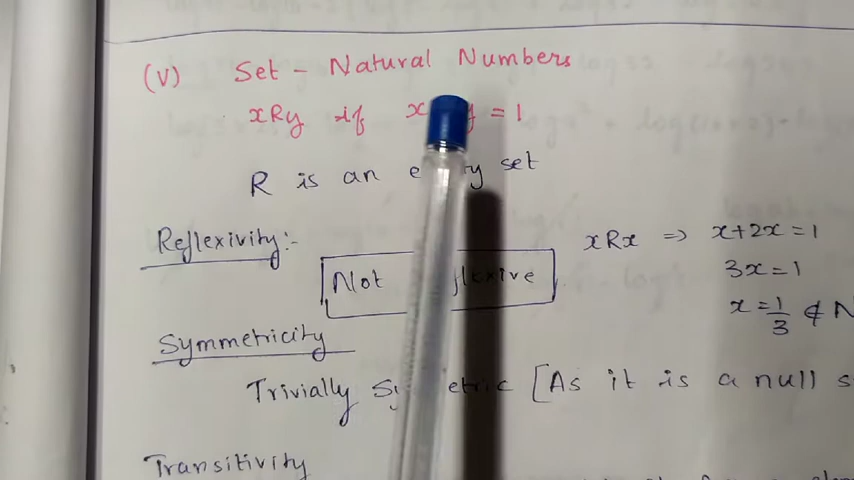 (V) Set - Natural Numbers
xRy if x y = 1
R is an set
Reflexivity:-
xRx => x+2x = 1
Not
3x = 1
x = 1/3 ∉ N
Symmetricity
Trivially [As it is a null
Transitivity